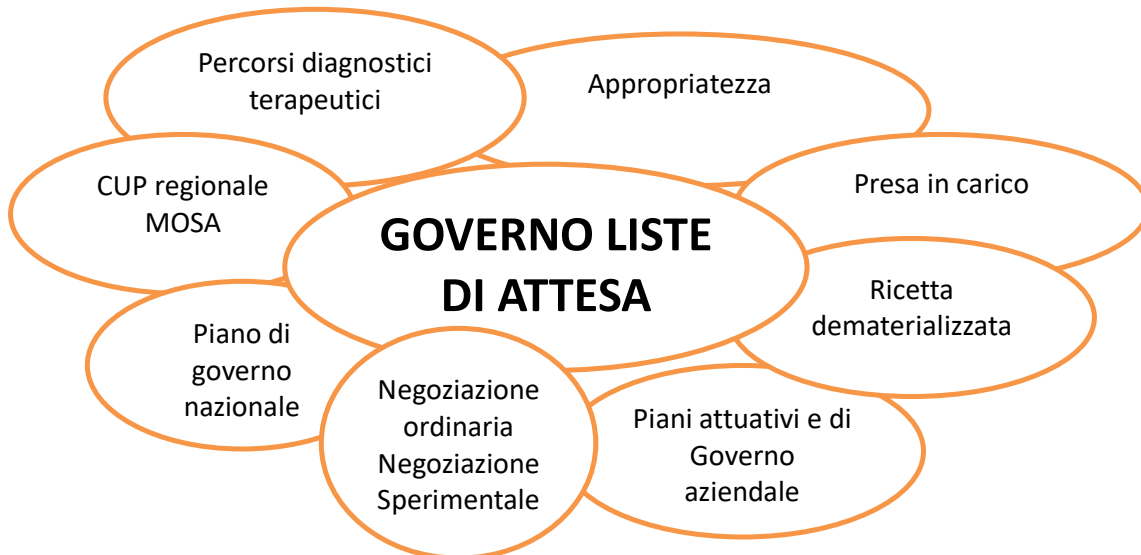 Percorsi diagnostici
terapeutici
Appropriatezza
CUP regionale
MOSA
Presa in carico
GOVERNO LISTE
DI ATTESA
Ricetta
dematerializzata
Piano di
governo
nazionale
Negoziazione
ordinaria
Negoziazione
Sperimentale
Piani attuativi e di
Governo
aziendale